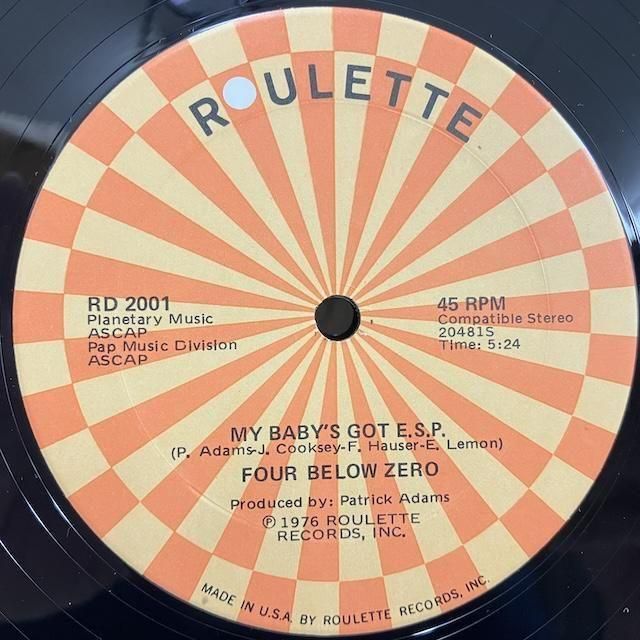 ROULETTE
RD 2001
Planetary Music
ASCAP
Pap Music Division
ASCAP
45 RPM
Compatible Stereo
20481S
Time: 5:24
MY BABY'S GOT E.S.P.
(P. Adams-J. Cooksey-F. Hauser-E. Lemon)
FOUR BELOW ZERO
Produced by: Patrick Adams
℗ 1976 ROULETTE
RECORDS, INC.
MADE IN U.S.A. BY ROULETTE RECORDS, INC.